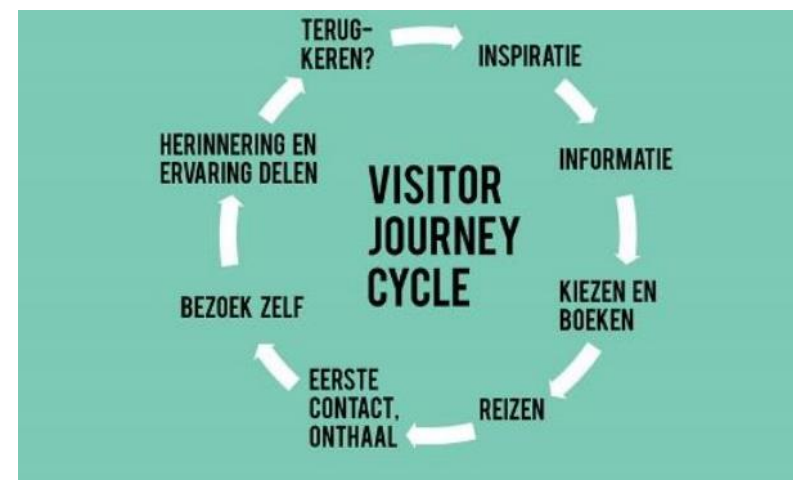 VISITOR
JOURNEY
CYCLE
TERUG-
KEREN?
INSPIRATIE
INFORMATIE
KIEZEN EN
BOEKEN
REIZEN
EERSTE
CONTACT,
ONTHAAL
BEZOEK ZELF
HERINNERING EN
ERVARING DELEN